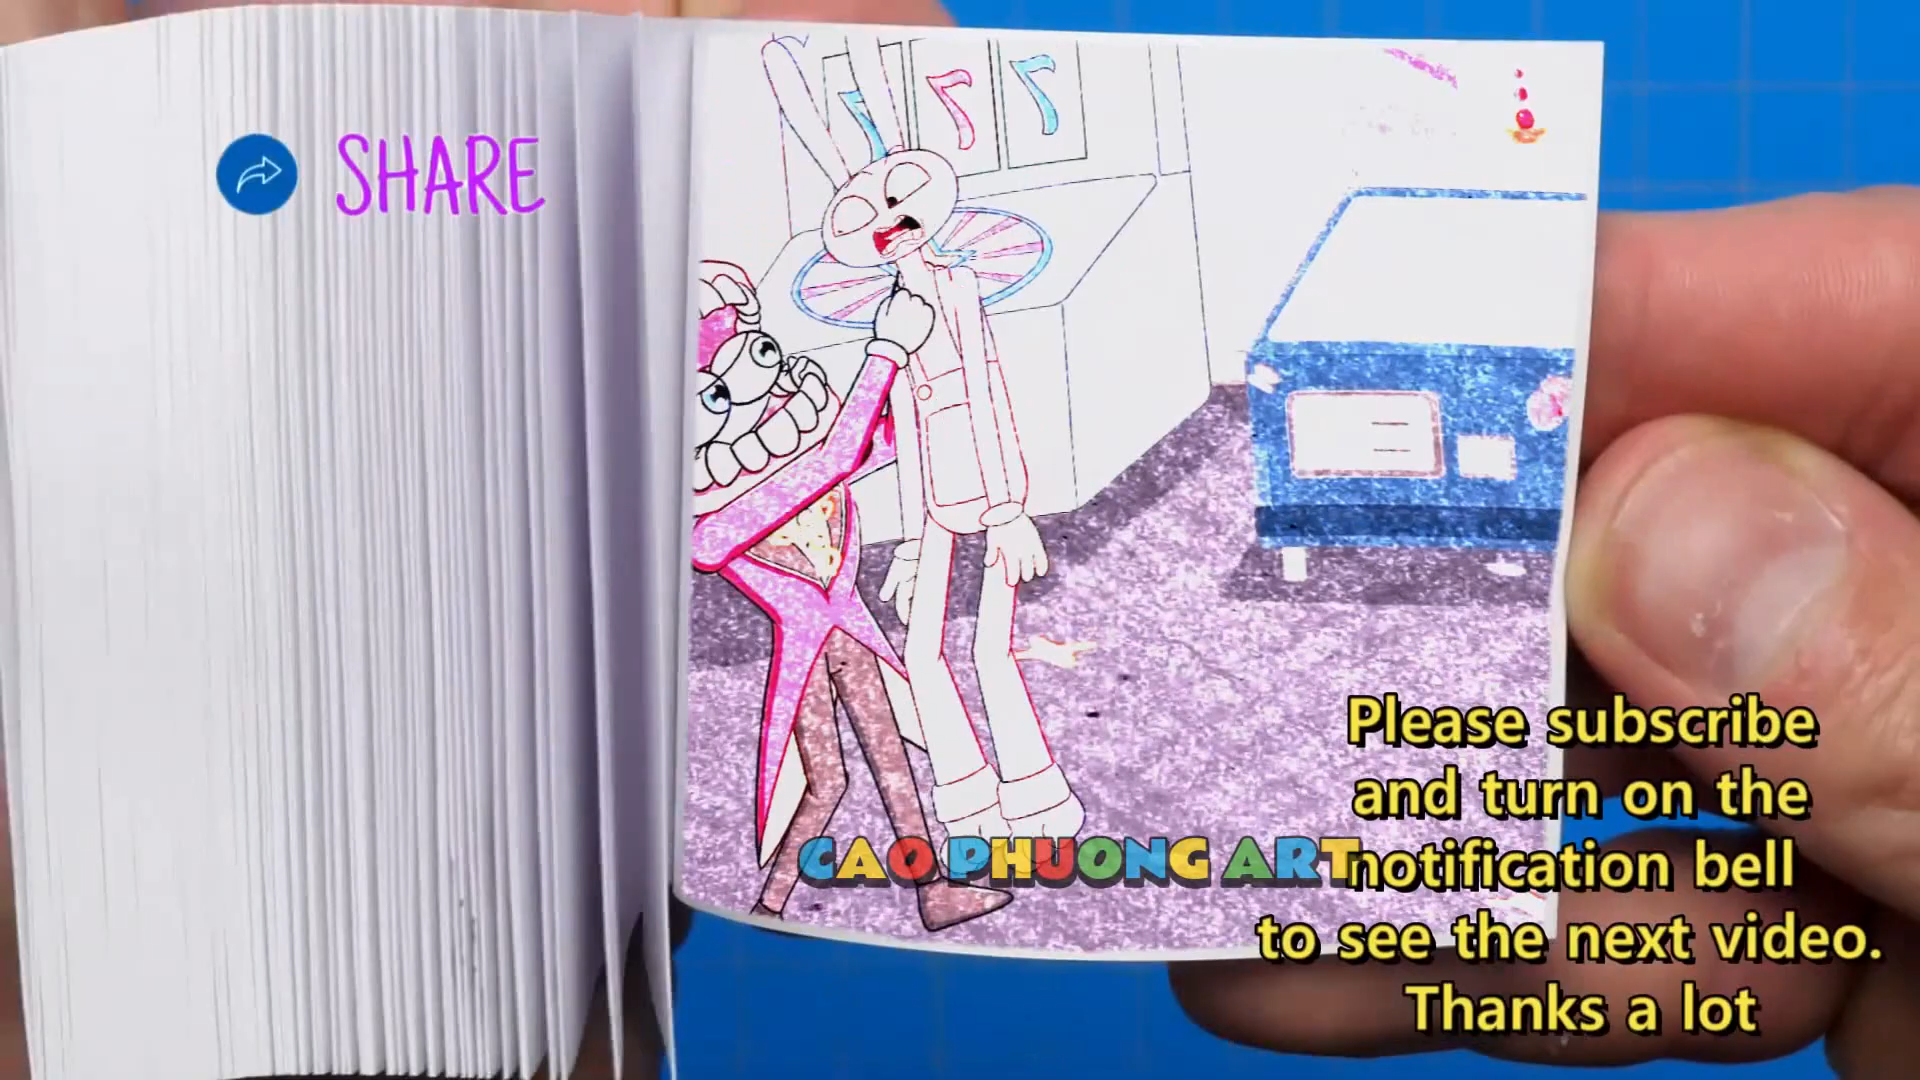 SHARE
CAO PHUONG ART
Please subscribe
and turn on the
notification bell
to see the next video.
Thanks a lot